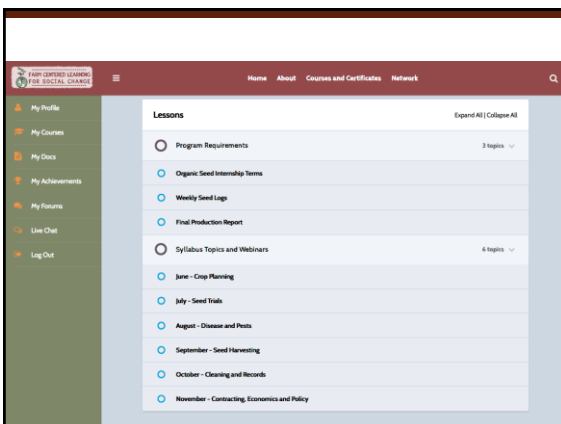 FARM CENTERED LEARNING
FOR SOCIAL CHANGE
Home About Courses and Certificates Network
My Profile
My Courses
My Docs
My Achievements
My Forums
Live Chat
Log Out
Lessons Expand All | Collapse All
Program Requirements 3 topics
Organic Seed Internship Terms
Weekly Seed Logs
Final Production Report
Syllabus Topics and Webinars 6 topics
June - Crop Planning
July - Seed Trials
August - Disease and Pests
September - Seed Harvesting
October - Cleaning and Records
November - Contracting, Economics and Policy